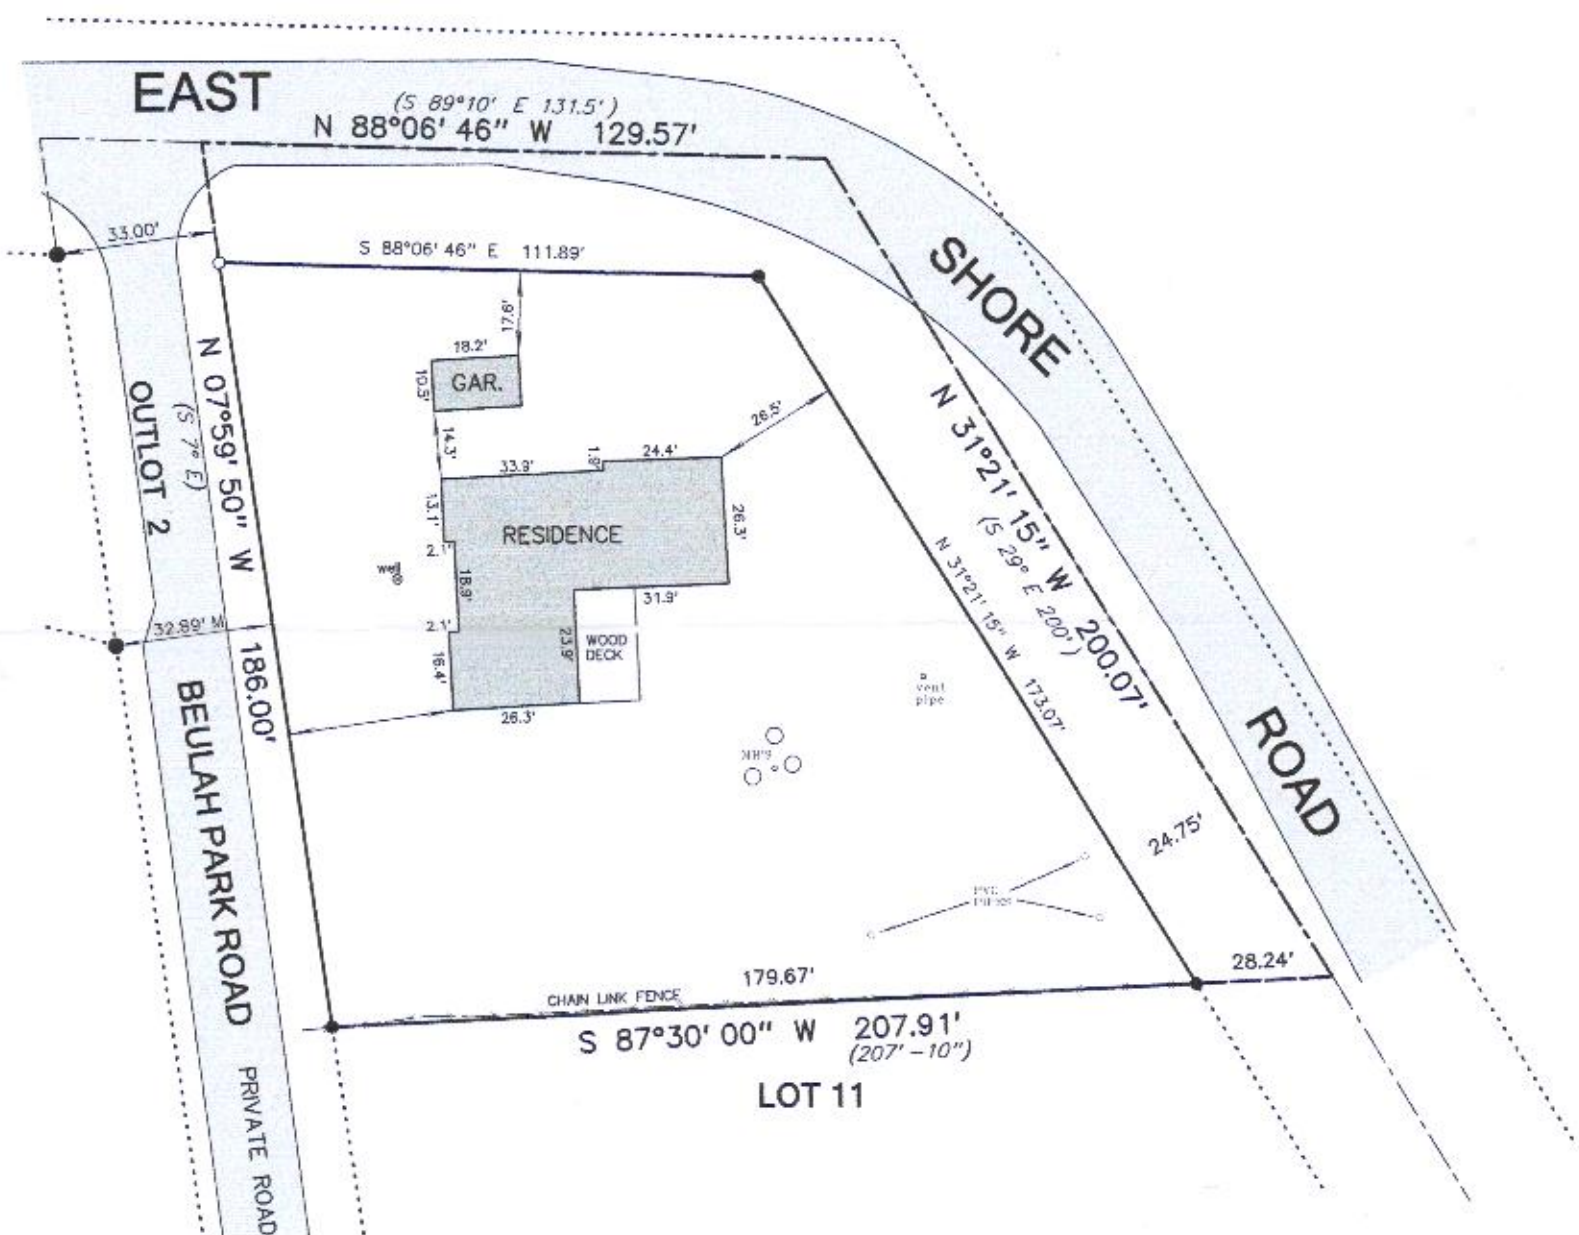 EAST
(S 89°10' E 131.5')
N 88°06' 46" W 129.57'
33.00'
S 88°06' 46" E 111.89'
SHORE
17.6'
18.2'
GAR.
10.5'
14.3'
26.5'
N 07°59' 50" W
(S 7° E)
OUTLOT 2
N 31°21' 15" W 200.07'
(S 29° E 200')
33.9'
24.4'
13.1'
RESIDENCE
26.3'
2.1'
18.9'
N 31°21' 15" W 173.07'
31.9'
32.89' M
2.1'
23.9'
WOOD
DECK
186.00'
16.4'
26.3'
vent
pipe
BEULAH PARK ROAD
MH'S
ROAD
24.75'
PVC
PIPES
28.24'
179.67'
CHAIN LINK FENCE
S 87°30' 00" W 207.91'
(207'-10")
LOT 11
PRIVATE ROAD